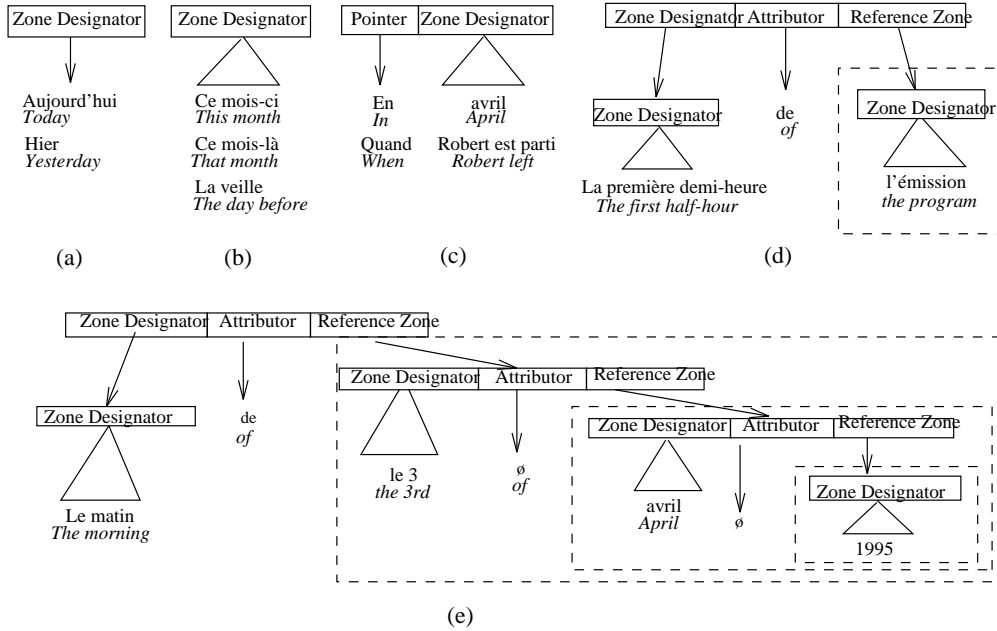 Zone Designator
Aujourd'hui
Today
Hier
Yesterday
(a)
Zone Designator
Ce mois-ci
This month
Ce mois-là
That month
La veille
The day before
(b)
Pointer Zone Designator
En avril
In April
Quand Robert est parti
When Robert left
(c)
Zone Designator Attributor Reference Zone
Zone Designator
La première demi-heure
The first half-hour
de
of
Zone Designator
l'émission
the program
(d)
Zone Designator Attributor Reference Zone
Zone Designator
Le matin
The morning
de
of
Zone Designator Attributor Reference Zone
le 3
the 3rd
ø
of
Zone Designator Attributor Reference Zone
avril
April
ø
Zone Designator
1995
(e)